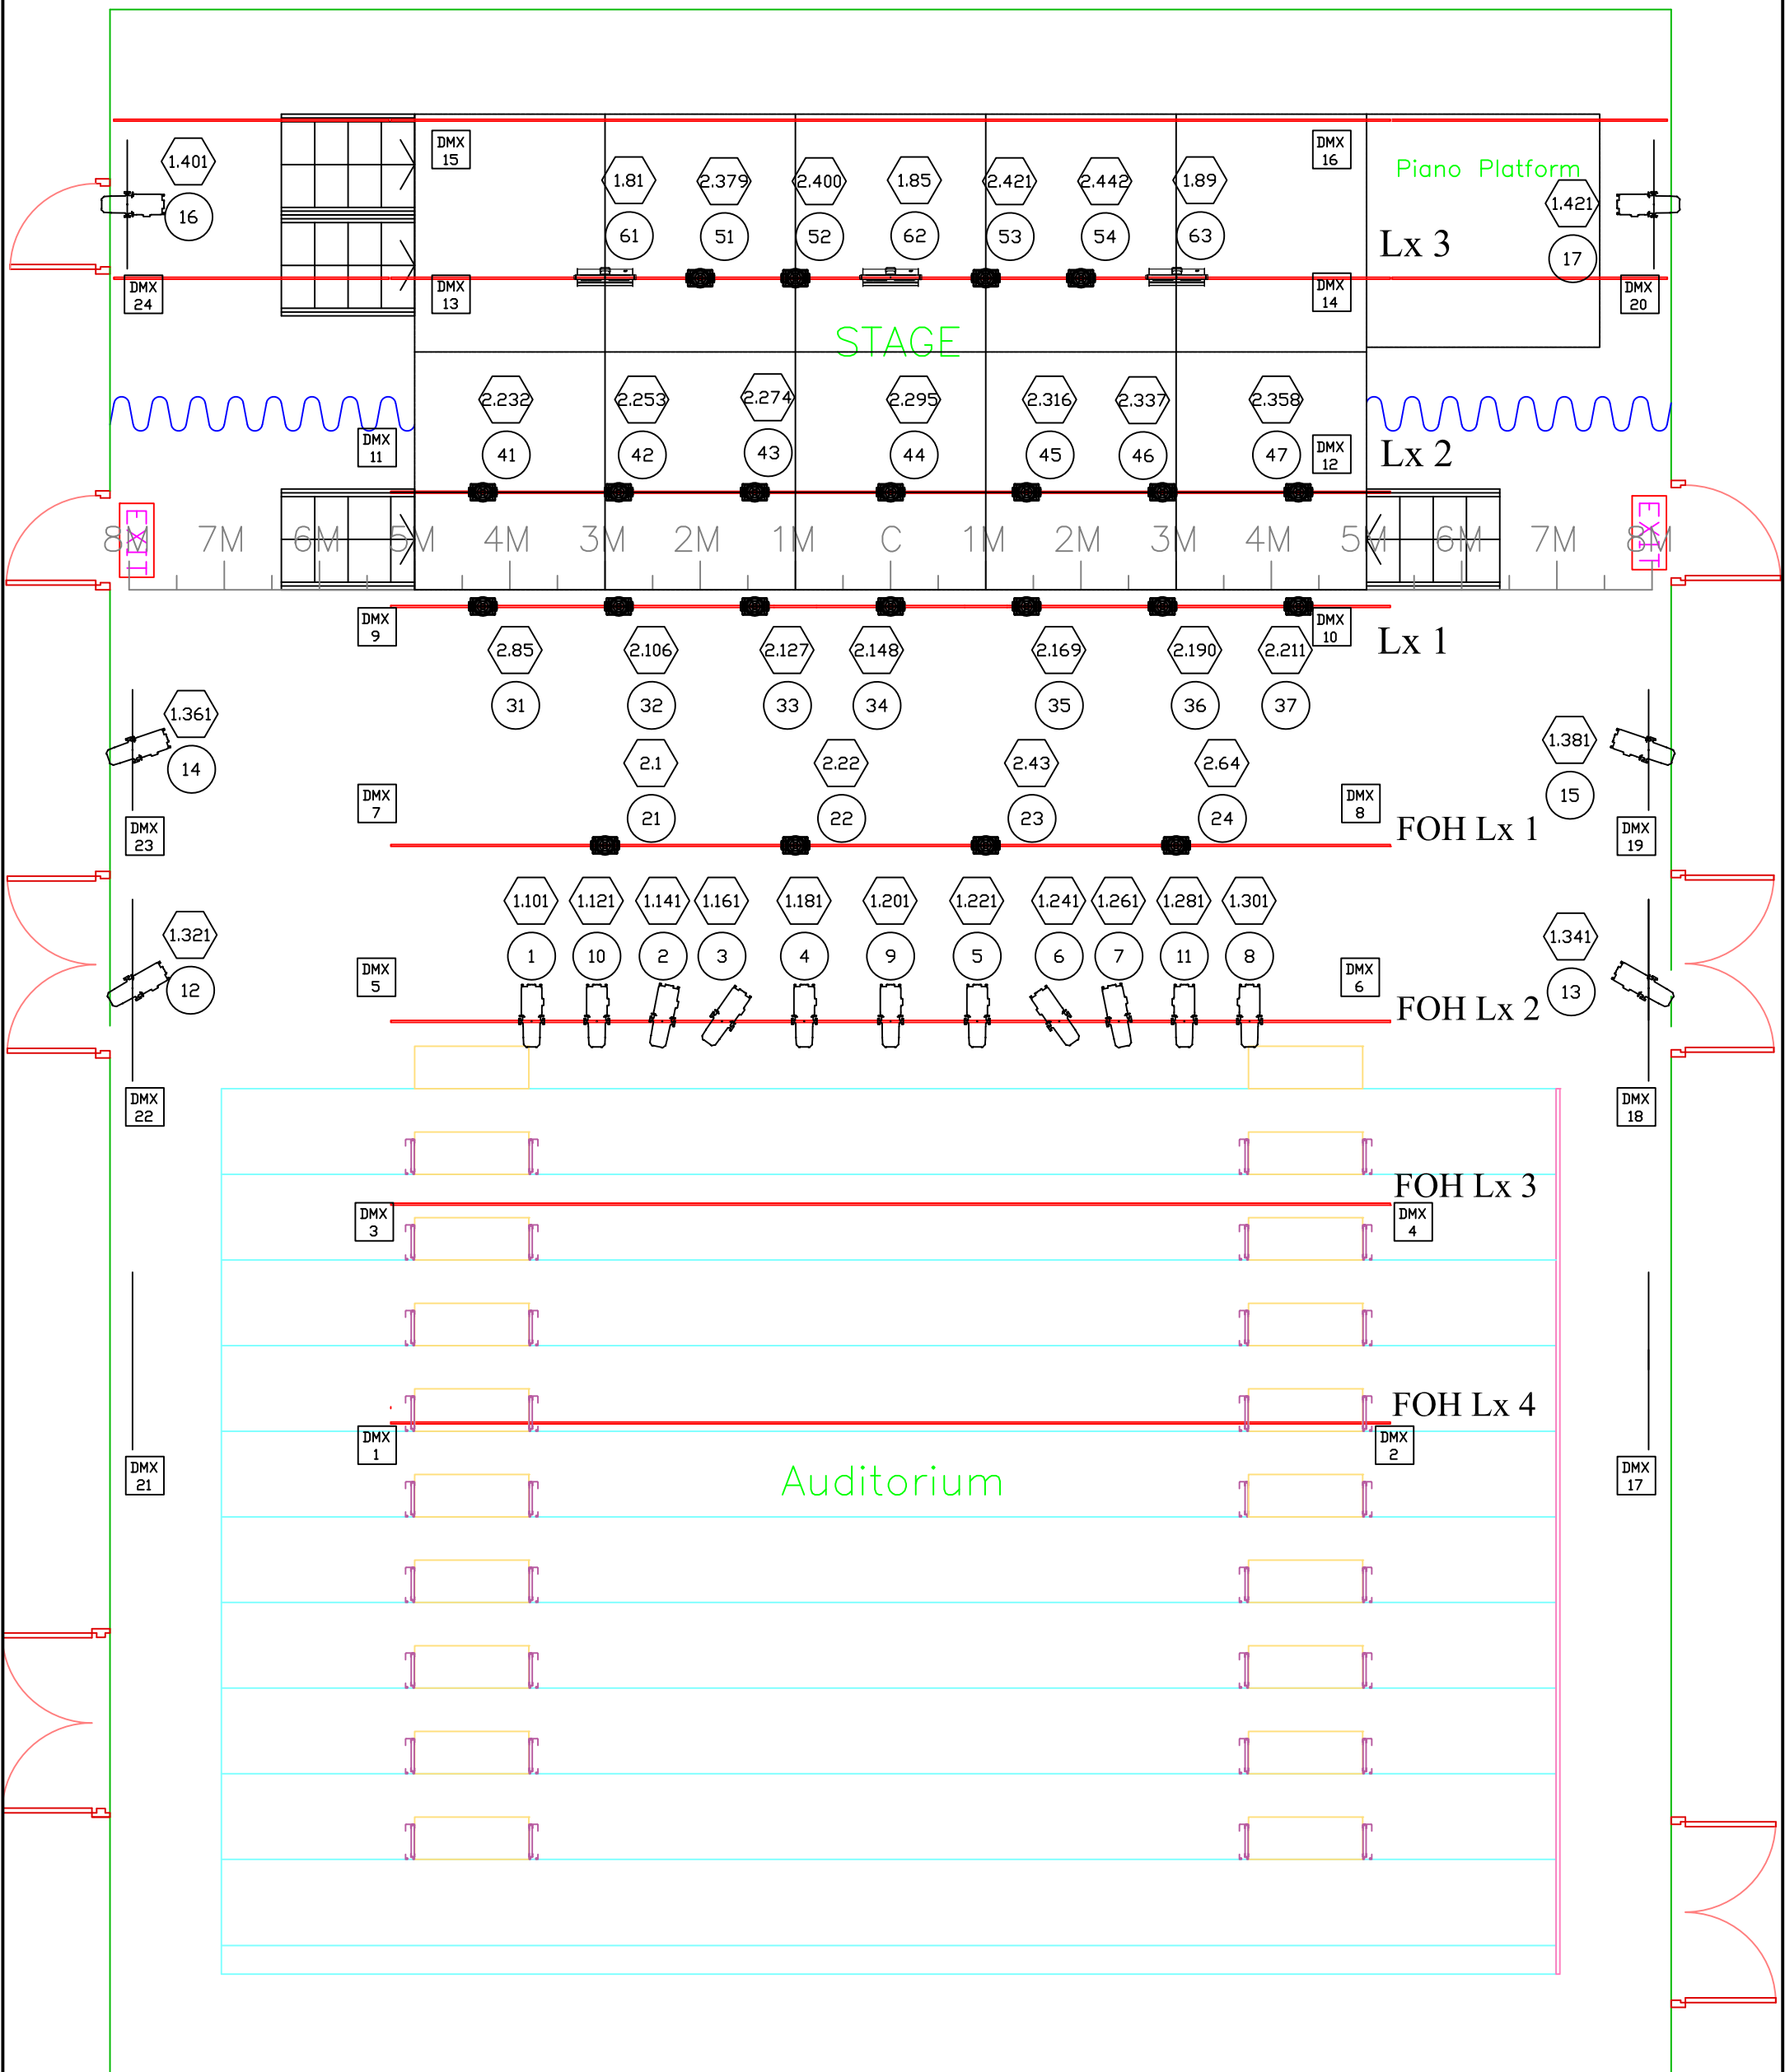 DMX 15
DMX 16
Piano Platform
1.401
1.81
2.379
2.400
1.85
2.421
2.442
1.89
1.421
16
61
51
52
62
53
54
63
17
Lx 3
DMX 24
DMX 13
DMX 14
DMX 20
STAGE
2.232
2.253
2.274
2.295
2.316
2.337
2.358
DMX 11
41
42
43
44
45
46
47
DMX 12
Lx 2
EXIT
EXIT
8M 7M 6M 5M 4M 3M 2M 1M C 1M 2M 3M 4M 5M 6M 7M 8M
DMX 9
DMX 10
Lx 1
2.85
2.106
2.127
2.148
2.169
2.190
2.211
31
32
33
34
35
36
37
1.361
14
2.1
2.22
2.43
2.64
1.381
15
DMX 23
DMX 7
21
22
23
24
DMX 8
FOH Lx 1
DMX 19
1.101
1.121
1.141
1.161
1.181
1.201
1.221
1.241
1.261
1.281
1.301
1.321
12
DMX 5
1
10
2
3
4
9
5
6
7
11
8
DMX 6
1.341
13
FOH Lx 2
DMX 22
DMX 18
FOH Lx 3
DMX 3
DMX 4
FOH Lx 4
DMX 1
DMX 2
DMX 21
DMX 17
Auditorium